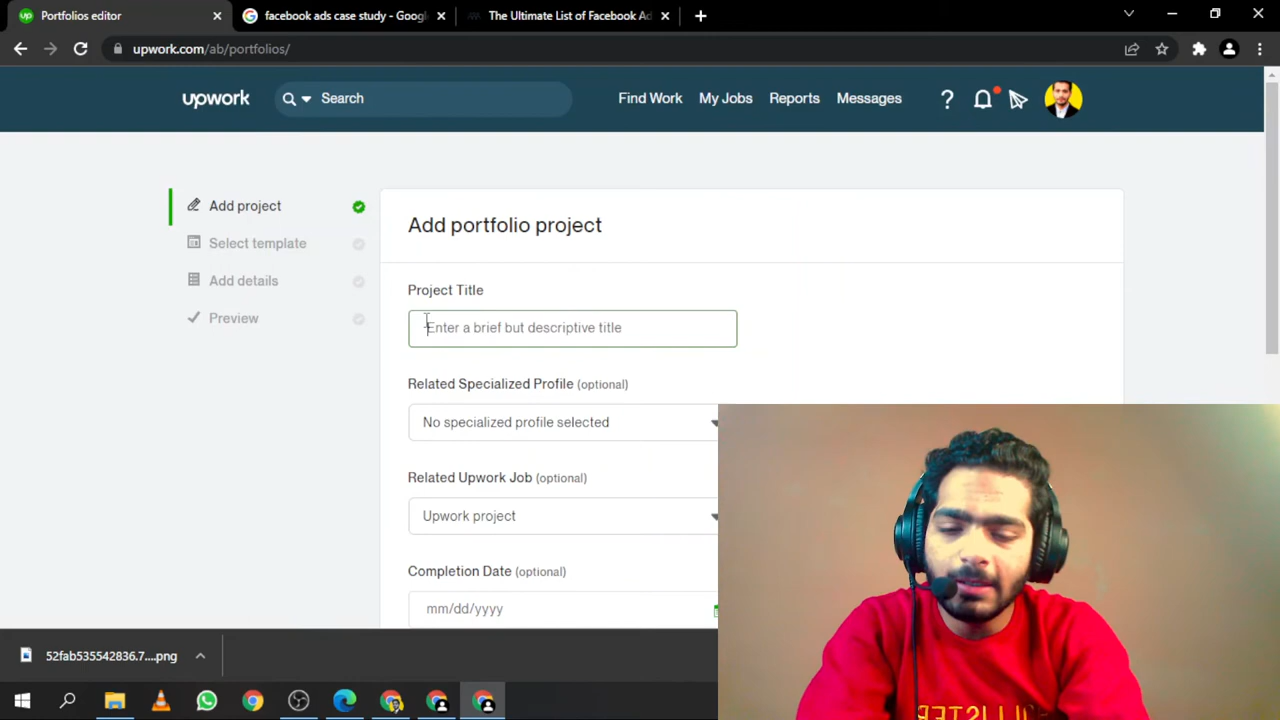 Portfolios editor
facebook ads case study - Google
The Ultimate List of Facebook Ad
upwork.com/ab/portfolios/
upwork
Search
Find Work
My Jobs
Reports
Messages
Add project
Select template
Add details
Preview
Add portfolio project
Project Title
Enter a brief but descriptive title
Related Specialized Profile (optional)
No specialized profile selected
Related Upwork Job (optional)
Upwork project
Completion Date (optional)
mm/dd/yyyy
52fab535542836.7....png